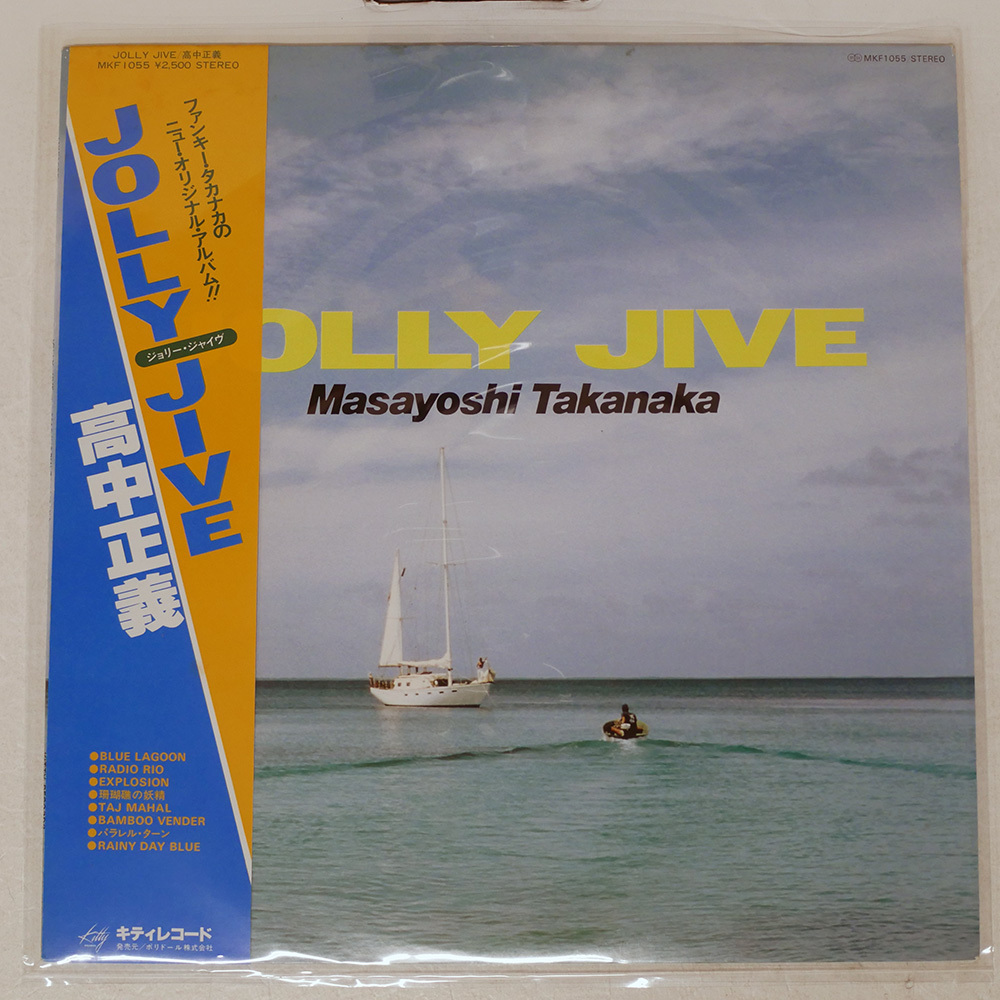 JOLLY JIVE/高中正義
MKF1055 ¥2,500 STEREO
ファンキー・タカナカの
ニュー・オリジナル・アルバム!!
JOLLY JIVE
ジョリー・ジャイヴ
高中正義
●BLUE LAGOON
●RADIO RIO
●EXPLOSION
●珊瑚礁の妖精
●TAJ MAHAL
●BAMBOO VENDER
●パラレル・ターン
●RAINY DAY BLUE
Kitty
キティレコード
発売元/ポリドール株式会社
MKF1055 STEREO
OLLY JIVE
Masayoshi Takanaka